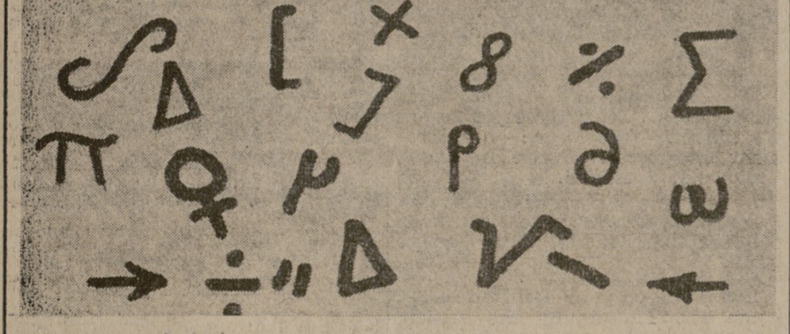 ∫ Δ [ × ] 8 ÷ Σ
π ♀ μ ρ ∂ ω
→ ÷ " Δ √ − ←